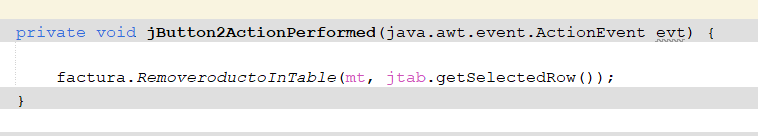 private void jButton2ActionPerformed(java.awt.event.ActionEvent evt) {
factura.RemoveroductoInTable(mt, jtab.getSelectedRow());
}